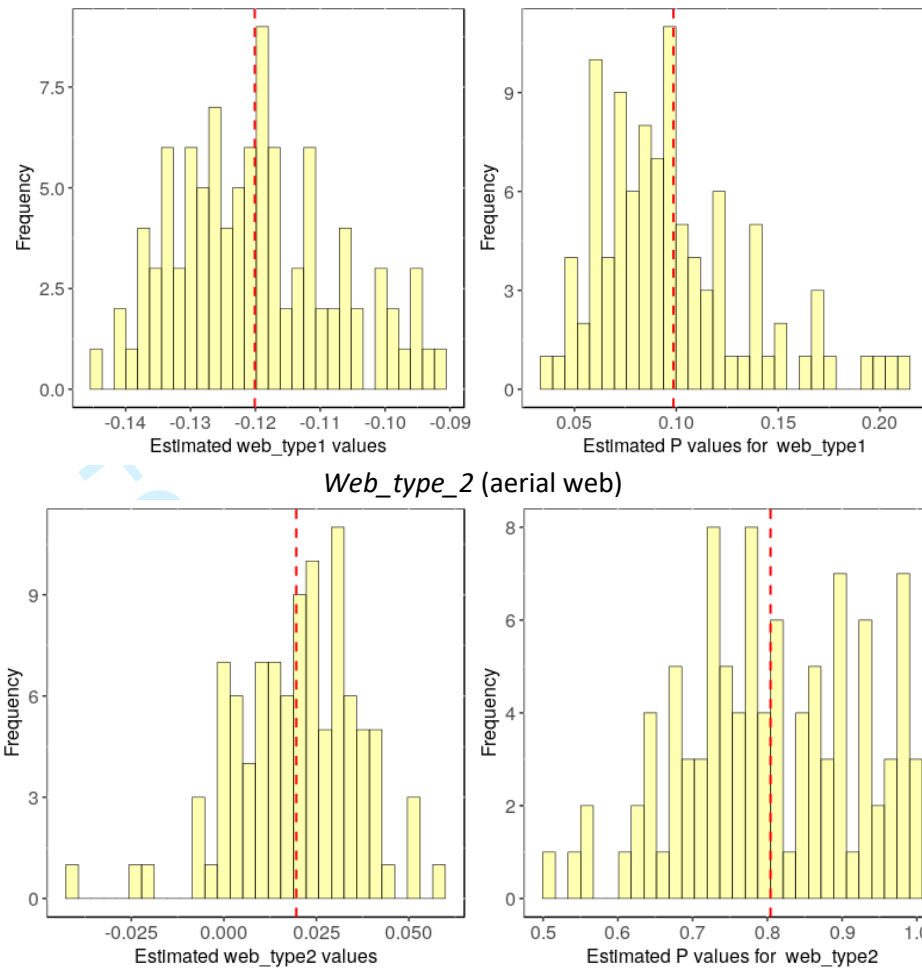 7.5
5.0
2.5
0.0
Frequency
-0.14 -0.13 -0.12 -0.11 -0.10 -0.09
Estimated web_type1 values
9
6
3
0
Frequency
0.05 0.10 0.15 0.20
Estimated P values for web_type1
Web_type_2 (aerial web)
9
6
3
0
Frequency
-0.025 0.000 0.025 0.050
Estimated web_type2 values
8
6
4
2
0
Frequency
0.5 0.6 0.7 0.8 0.9 1.0
Estimated P values for web_type2